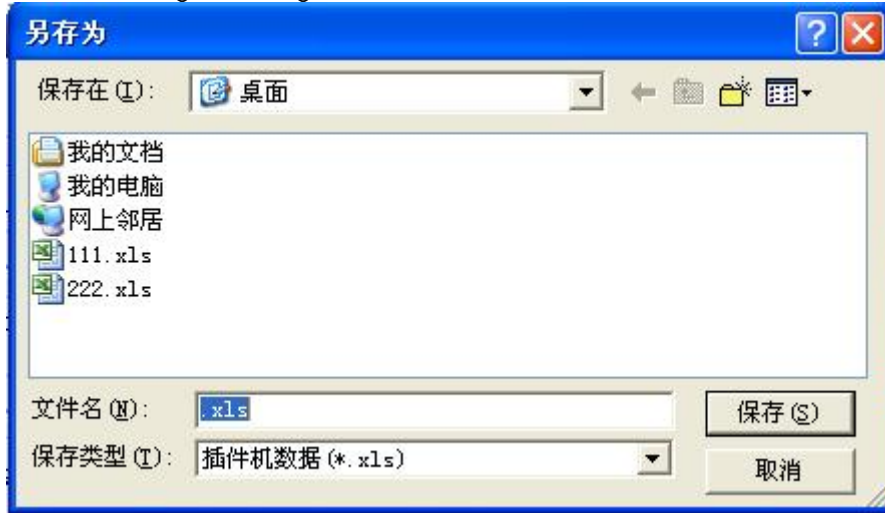 另存为
保存在(I):
桌面
我的文档
我的电脑
网上邻居
111.xls
222.xls
文件名(N):
.xls
保存(S)
保存类型(T):
插件机数据(*.xls)
取消